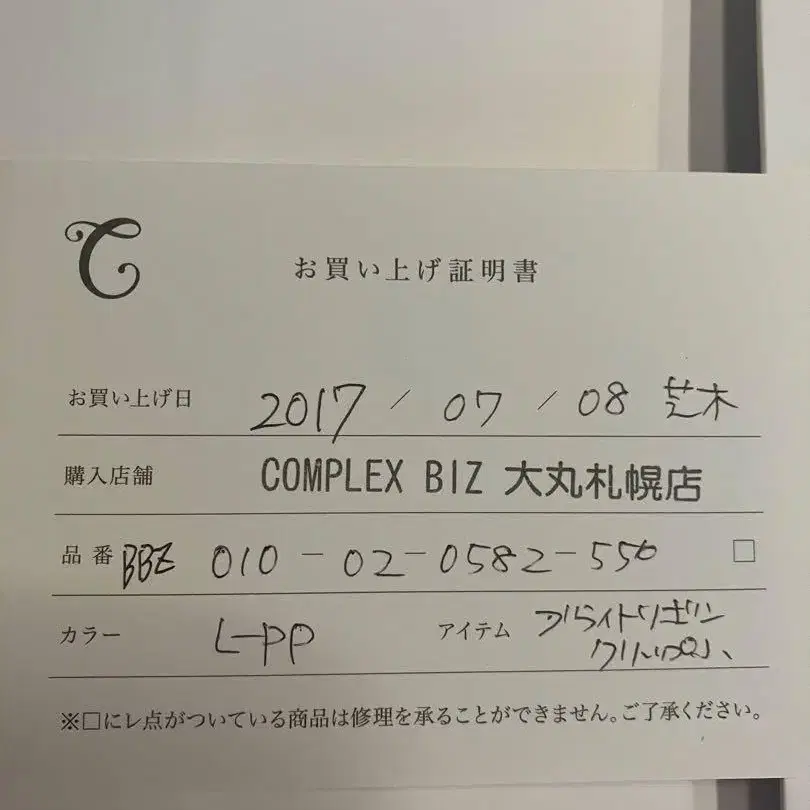 お買い上げ証明書
お買い上げ日 2017 / 07 / 08 芝木
購入店舗 COMPLEX BIZ 大丸札幌店
品番 BBZ 010-02-0582-550 □
カラー L-PP アイテム ブライトリボン
※□にレ点がついている商品は修理を承ることができません。ご了承ください。